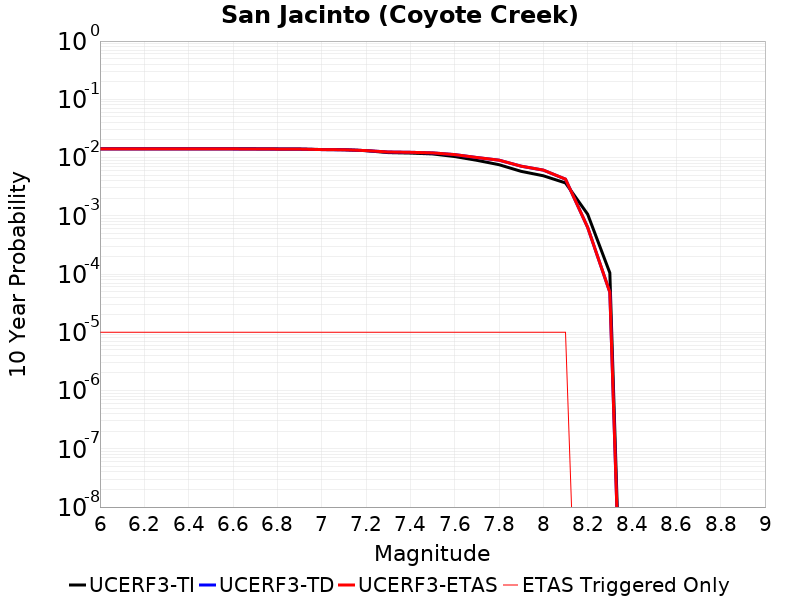 San Jacinto (Coyote Creek)
10 Year Probability
10^0
10^-1
10^-2
10^-3
10^-4
10^-5
10^-6
10^-7
10^-8
6 6.2 6.4 6.6 6.8 7 7.2 7.4 7.6 7.8 8 8.2 8.4 8.6 8.8 9
Magnitude
UCERF3-TI UCERF3-TD UCERF3-ETAS ETAS Triggered Only